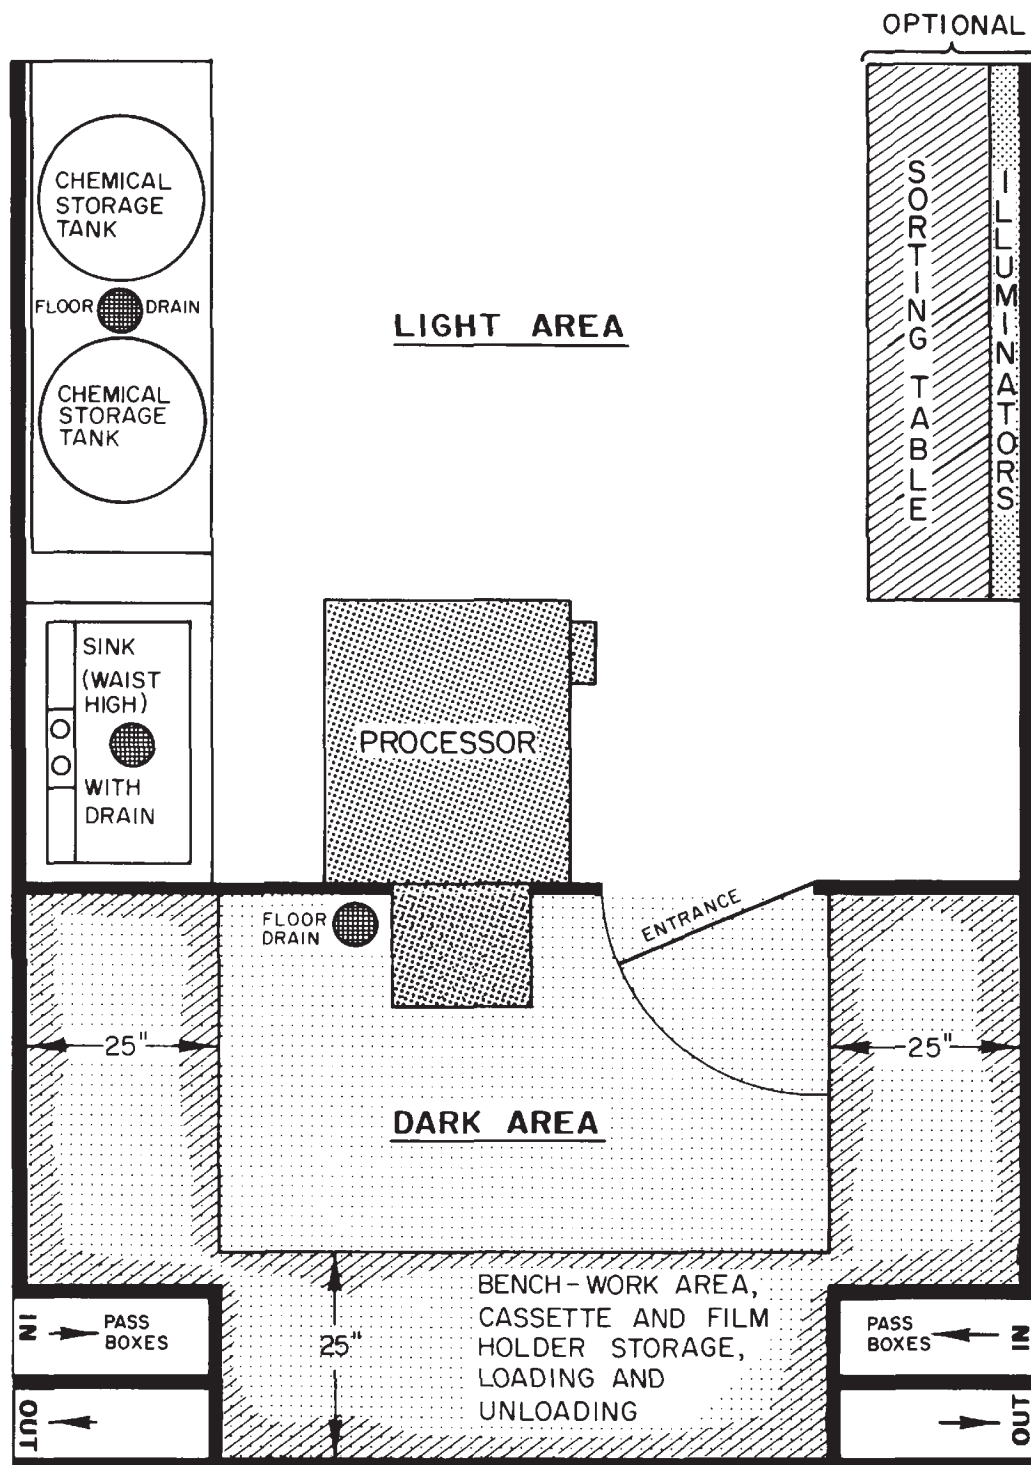 OPTIONAL
CHEMICAL
STORAGE
TANK
FLOOR DRAIN
CHEMICAL
STORAGE
TANK
LIGHT AREA
SORTING TABLE
ILLUMINATORS
SINK
(WAIST
HIGH)
WITH
DRAIN
PROCESSOR
FLOOR
DRAIN
ENTRANCE
25"
25"
DARK AREA
25"
BENCH-WORK AREA,
CASSETTE AND FILM
HOLDER STORAGE,
LOADING AND
UNLOADING
IN
PASS
BOXES
OUT
PASS
BOXES
IN
OUT